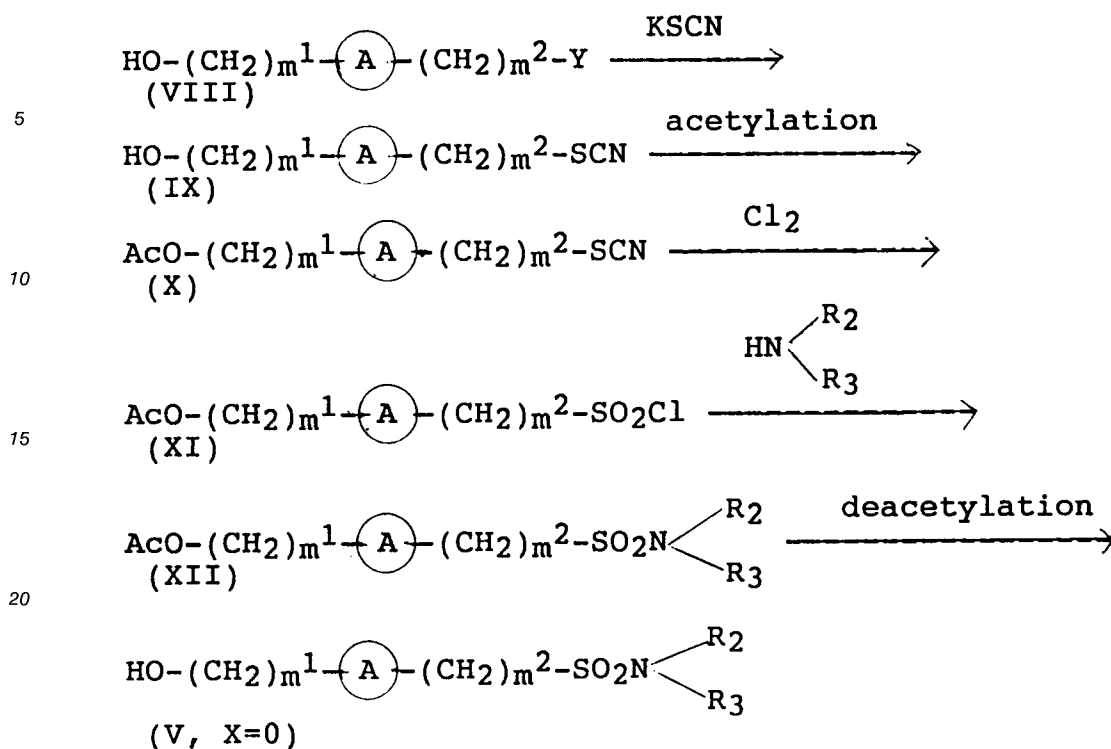 KSCN
HO-(CH2)m1-A-(CH2)m2-Y
(VIII)
5
acetylation
HO-(CH2)m1-A-(CH2)m2-SCN
(IX)
Cl2
AcO-(CH2)m1-A-(CH2)m2-SCN
10
(X)
R2
HN
R3
AcO-(CH2)m1-A-(CH2)m2-SO2Cl
15
(XI)
R2
deacetylation
AcO-(CH2)m1-A-(CH2)m2-SO2N
(XII)
R3
20
R2
HO-(CH2)m1-A-(CH2)m2-SO2N
R3
(V, X=0)